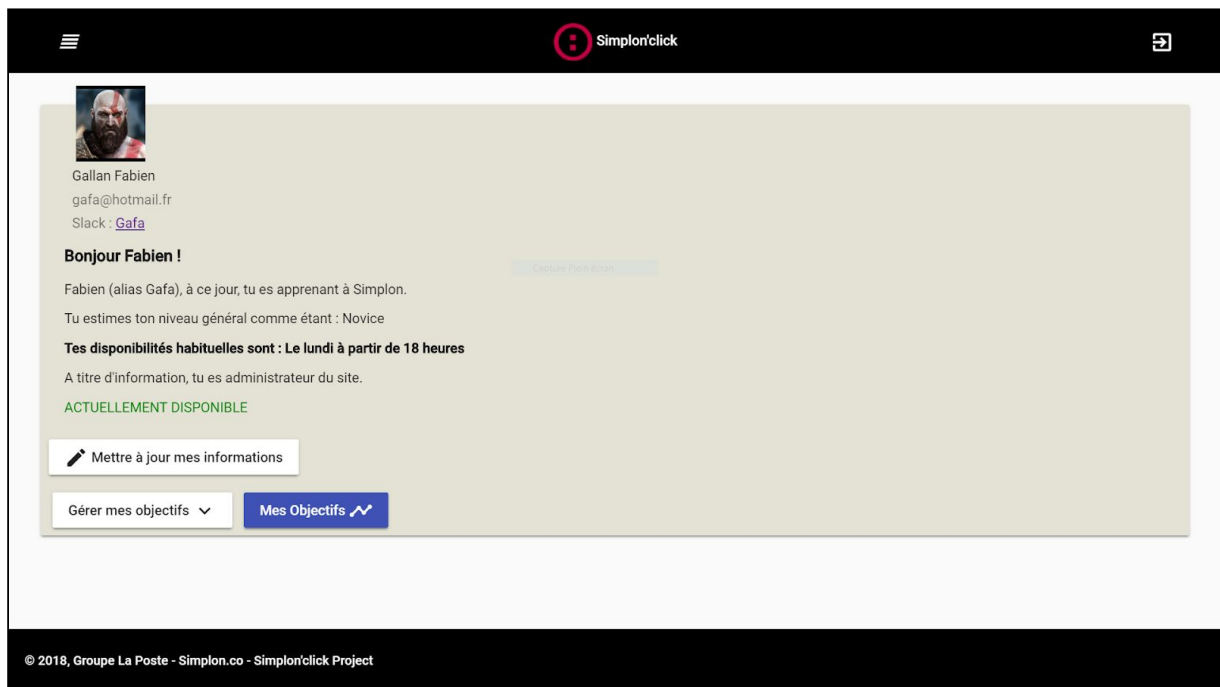 Simplon'click
Gallan Fabien
gafa@hotmail.fr
Slack : Gafa
Bonjour Fabien !
Capture Plein écran
Fabien (alias Gafa), à ce jour, tu es apprenant à Simplon.
Tu estimes ton niveau général comme étant : Novice
Tes disponibilités habituelles sont : Le lundi à partir de 18 heures
A titre d'information, tu es administrateur du site.
ACTUELLEMENT DISPONIBLE
Mettre à jour mes informations
Gérer mes objectifs
Mes Objectifs
© 2018, Groupe La Poste - Simplon.co - Simplon'click Project